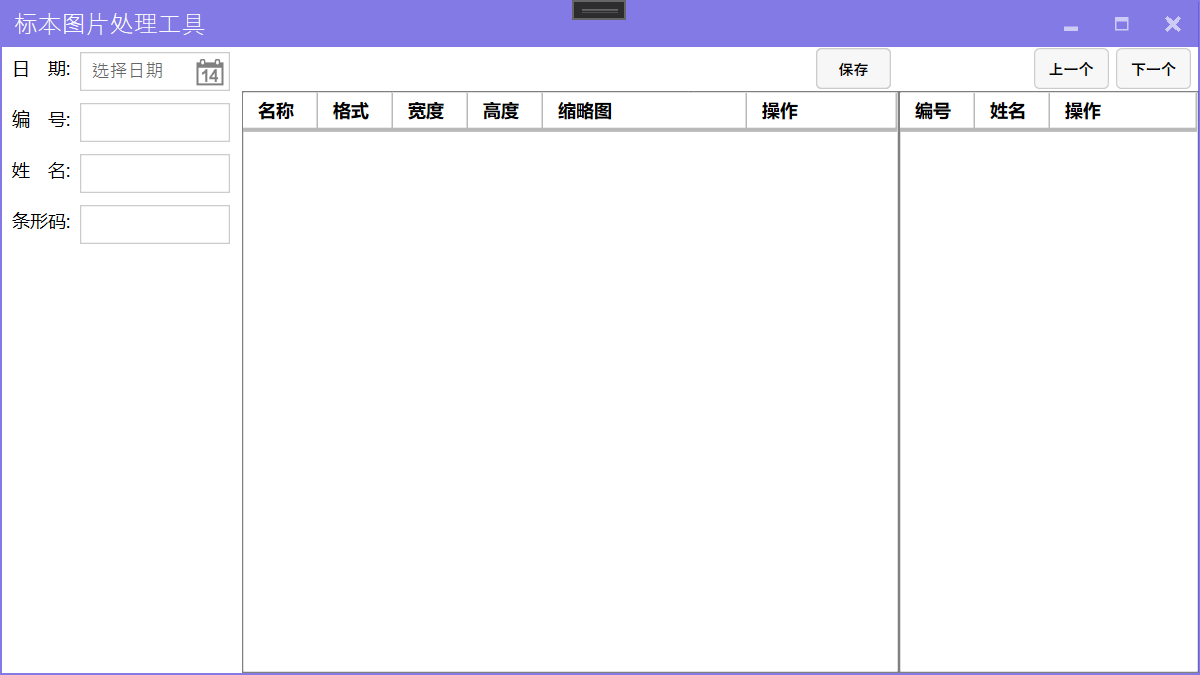 标本图片处理工具
日 期: 选择日期 14 保存 上一个 下一个
名称 格式 宽度 高度 缩略图 操作 编号 姓名 操作
编 号:
姓 名:
条形码: